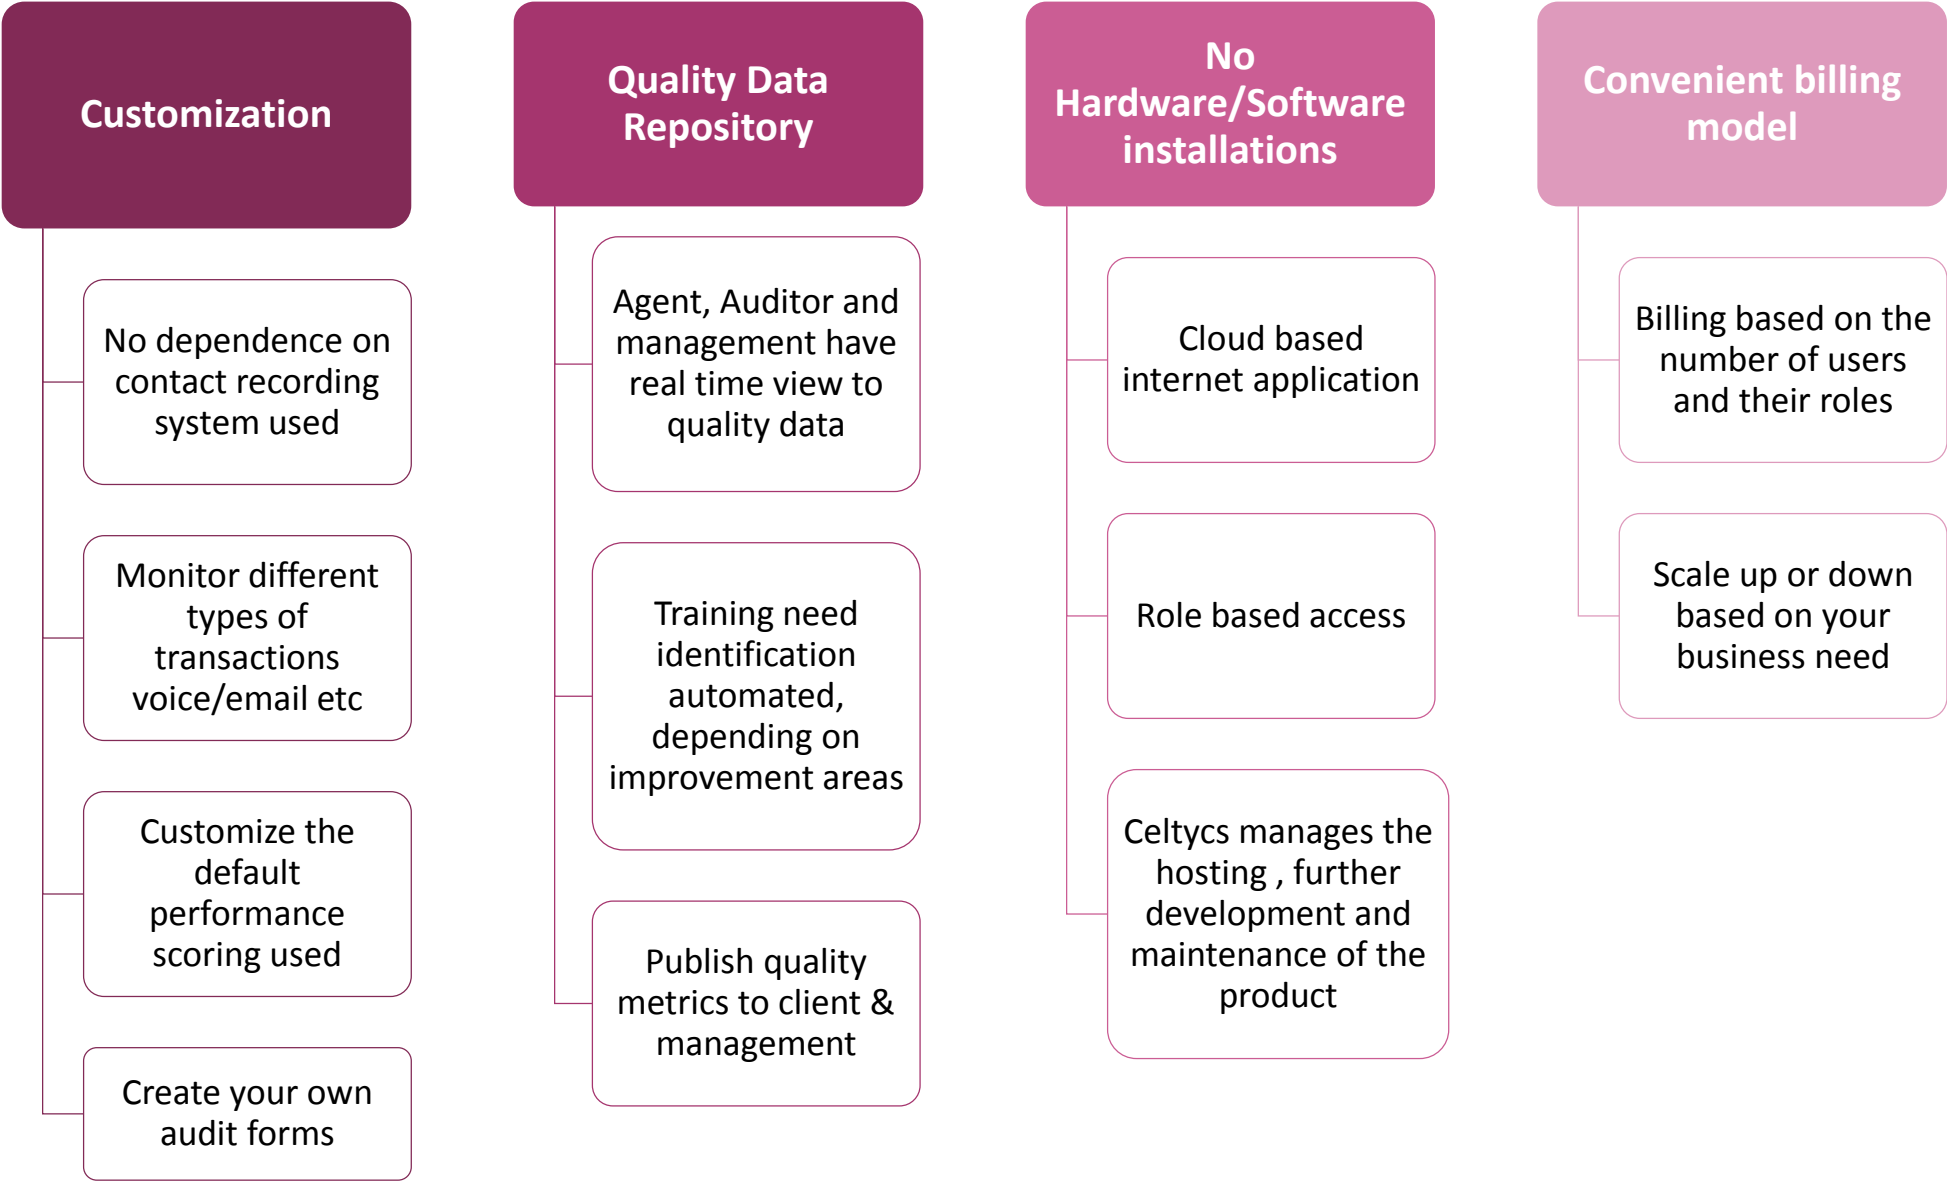 Customization
No dependence on
contact recording
system used
Monitor different
types of
transactions
voice/email etc
Customize the
default
performance
scoring used
Create your own
audit forms
Quality Data
Repository
Agent, Auditor and
management have
real time view to
quality data
Training need
identification
automated,
depending on
improvement areas
Publish quality
metrics to client &
management
No
Hardware/Software
installations
Cloud based
internet application
Role based access
Celtycs manages the
hosting , further
development and
maintenance of the
product
Convenient billing
model
Billing based on the
number of users
and their roles
Scale up or down
based on your
business need